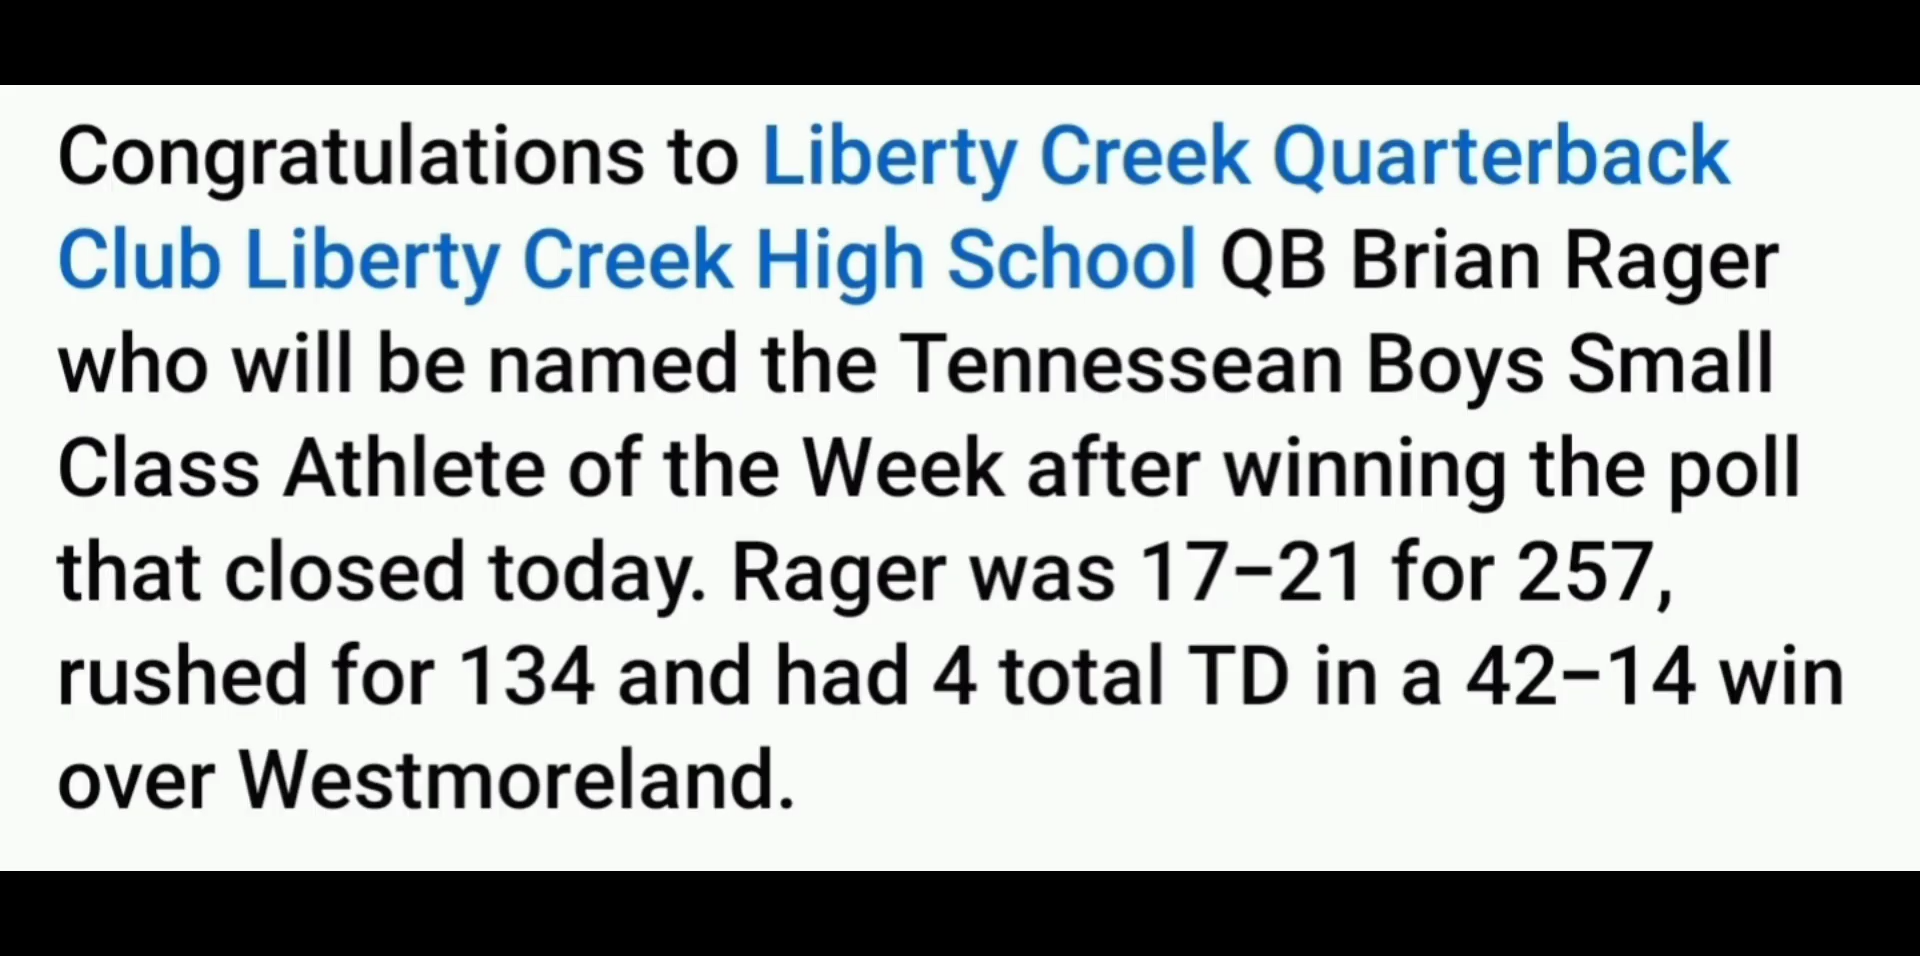 Congratulations to Liberty Creek Quarterback
Club Liberty Creek High School QB Brian Rager
who will be named the Tennessean Boys Small
Class Athlete of the Week after winning the poll
that closed today. Rager was 17–21 for 257,
rushed for 134 and had 4 total TD in a 42–14 win
over Westmoreland.